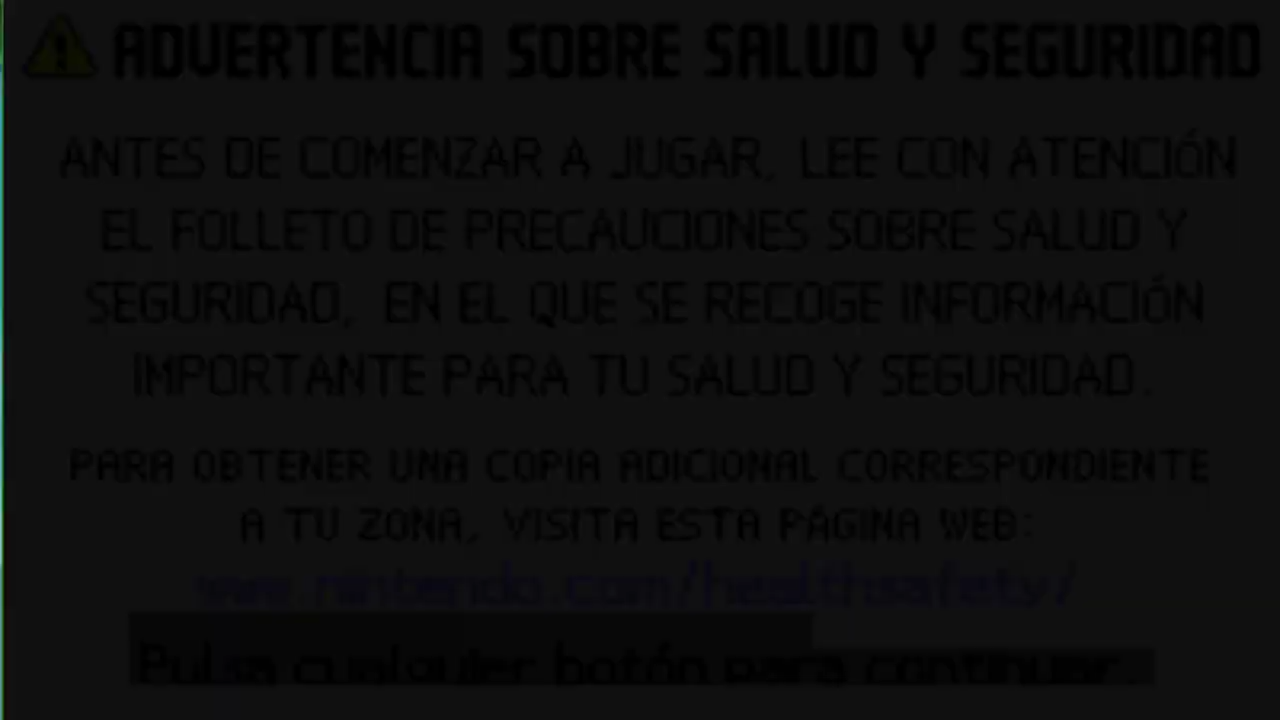 ADVERTENCIA SOBRE SALUD Y SEGURIDAD
ANTES DE COMENZAR A JUGAR, LEE CON ATENCIÓN
EL FOLLETO DE PRECAUCIONES SOBRE SALUD Y
SEGURIDAD, EN EL QUE SE RECOGE INFORMACIÓN
IMPORTANTE PARA TU SALUD Y SEGURIDAD.
PARA OBTENER UNA COPIA ADICIONAL CORRESPONDIENTE
A TU ZONA, VISITA ESTA PÁGINA WEB:
www.nintendo.com/healthsafety/
Pulsa cualquier botón para continuar.